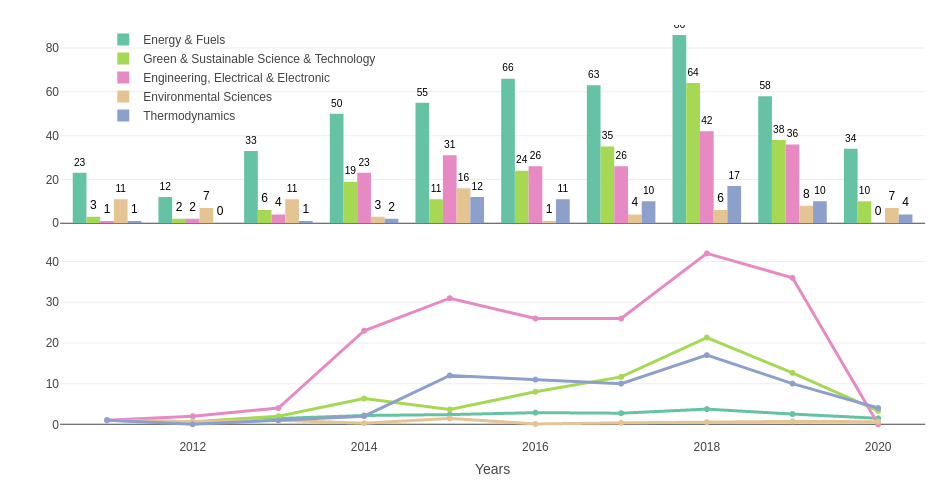 80
60
40
20
0
Energy & Fuels
Green & Sustainable Science & Technology
Engineering, Electrical & Electronic
Environmental Sciences
Thermodynamics
23 3 1 11 1
12 2 2 7 0
33 6 4 11 1
50 19 23 3 2
55 11 31 16 12
66 24 26 1 11
63 35 26 4 10
64 42 6 17
58 38 36 8 10
34 10 0 7 4
40
30
20
10
0
2012 2014 2016 2018 2020
Years